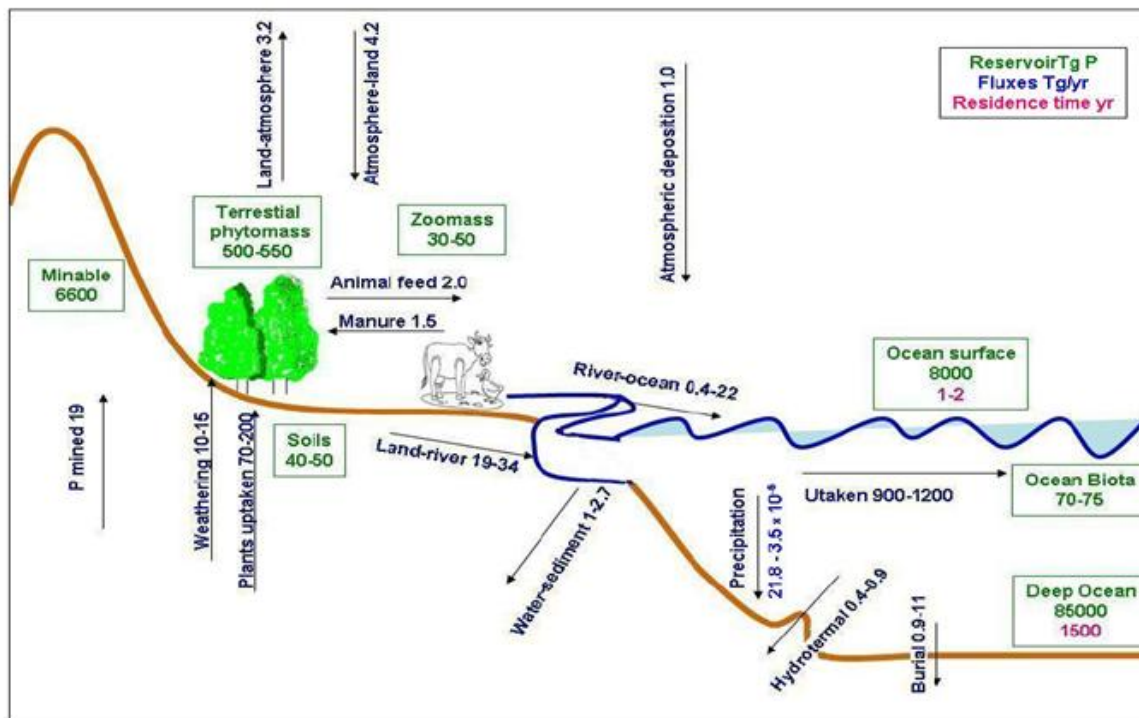 Land-atmosphere 3.2
Atmosphere-land 4.2
Atmospheric deposition 1.0
ReservoirTg P
Fluxes Tg/yr
Residence time yr
Terrestial
phytomass
500-550
Zoomass
30-50
Minable
6600
Animal feed 2.0
Manure 1.5
River-ocean 0.4-22
Ocean surface
8000
1-2
P mined 19
Weathering 10-15
Plants uptaken 70-200
Soils
40-50
Land-river 19-34
Water-sediment 1-2.7
Utaken 900-1200
Ocean Biota
70-75
Precipitation
21.8 - 3.5 x 10⁻⁶
Hydrotermal 0.4-0.9
Burial 0.9-11
Deep Ocean
85000
1500